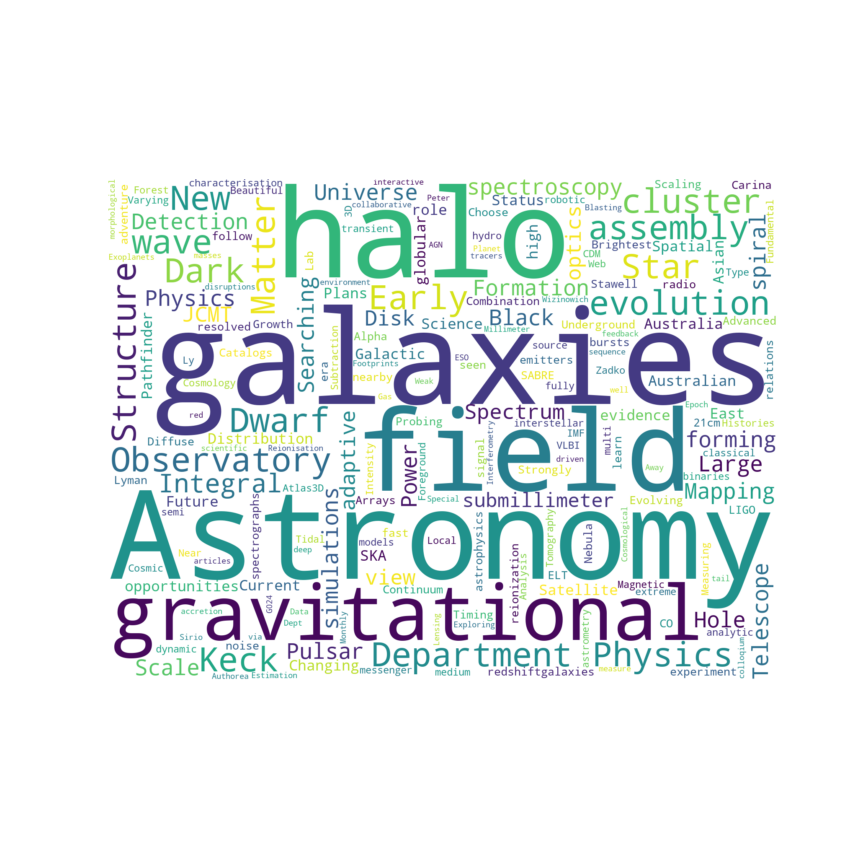 characterisation
interactive
Beautiful
Peter
collaborative
Universe
3D
spectroscopy
Scaling
Carina
Forest
Varying
New
Status
robotic
Blasting
Choose
cluster
morphological
adventure
Detection
Matter
halo
role
transient
AGN
globular
hydro
high
optics
assembly
Fundamental
wave
follow
Lab
Planet
tracers
Brightest
CDM
Web
Spatial
Asian
spiral
Exoplanets
masses
Dark
Star
Type
disruptions
environment
Plans
Early
Formation
Wizinowich
Stawell
radio
evolution
Physics
Combination
Millimeter
Structure
Pathfinder
JCMT
resolved
Growth
Searching
Disk
Science
Black
Underground
Australia
Advanced
feedback
Alpha
source
bursts
sequence
Zadko
relations
Ly
Catalogs
Subtraction
era
Galactic
seen
ESO
emitters
fully
Cosmology
Footprints
nearby
Weak
SABRE
Australian
well
Gas
galaxies
red
Dwarf
Spectrum
evidence
East
Epoch
Histories
Probing
interstellar
IMF
21cm
Diffuse
Distribution
field
VLBI
multi
learn
forming
scientific
Reionisation
classical
Observatory
adaptive
Intensity
Foreground
signal
Interferometry
driven
Strongly
Away
Large
binaries
Lyman
Integral
Atlas3D
Power
Tomography
Evolving
Mapping
Future
Arrays
submillimeter
Special
LIGO
semi
spectrographs
simulations
Astronomy
Tidal
fast
deep
models
Local
SKA
astrophysics
Analysis
Nebula
Cosmological
Measuring
tail
Cosmic
Near
articles
view
reionization
ELT
Magnetic
CO
opportunities
Current
Continuum
Satellite
extreme
gravitational
accretion
GO24
Data
Dept
Monthly
lensing
Timing
Exploring
Hole
analytic
Telescope
dynamic
Sirio
via
noise
Pulsar
Department
Physics
astrometry
colloqium
Scale
Keck
Changing
messenger
medium
redshiftgalaxies
measure
experiment
Authorea
Estimation